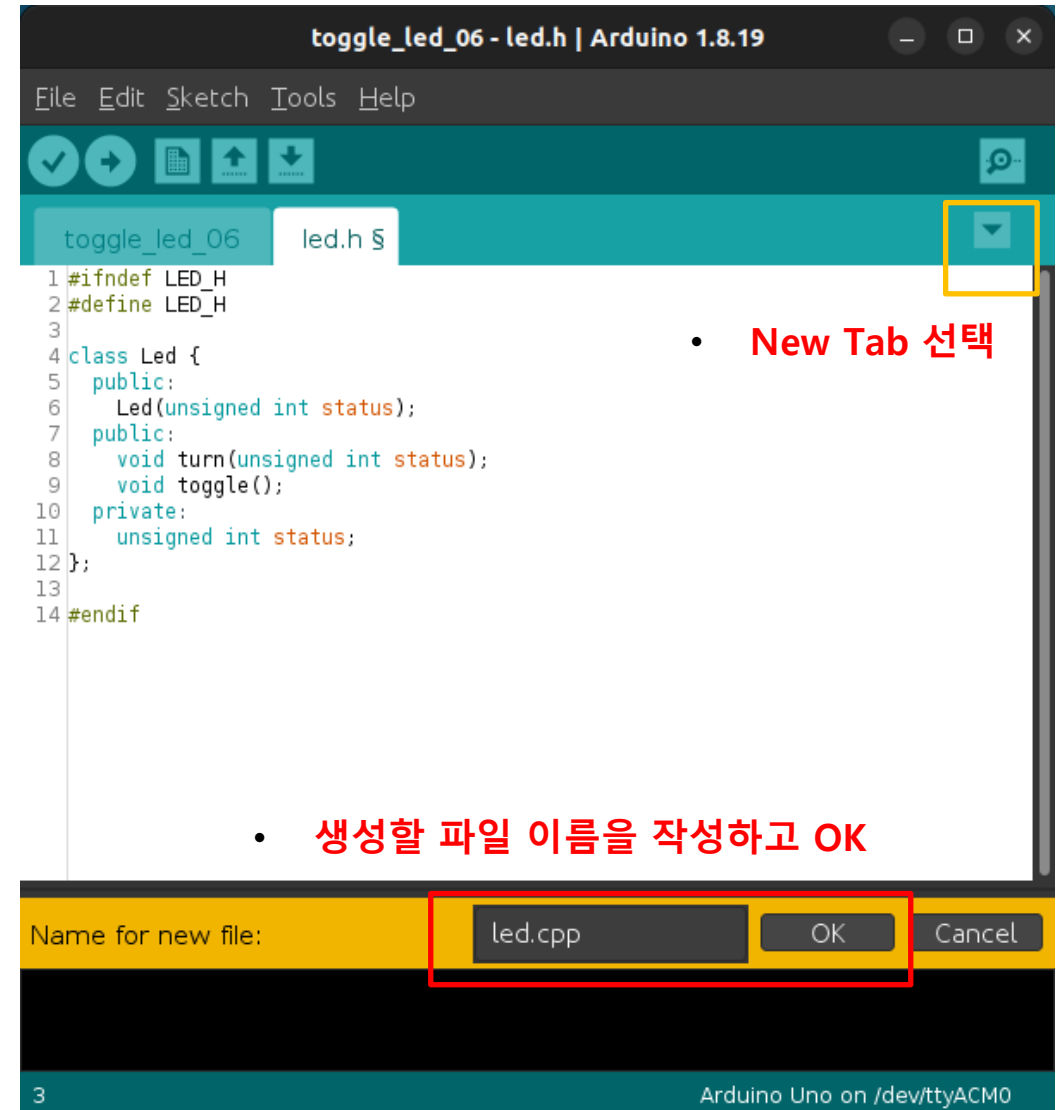 toggle_led_06 - led.h | Arduino 1.8.19
File Edit Sketch Tools Help
toggle_led_06 led.h §
1 #ifndef LED_H
2 #define LED_H
3
• New Tab 선택
4 class Led {
5   public:
6     Led(unsigned int status);
7   public:
8     void turn(unsigned int status);
9     void toggle();
10   private:
11     unsigned int status;
12 };
13
14 #endif
• 생성할 파일 이름을 작성하고 OK
Name for new file: led.cpp OK Cancel
3 Arduino Uno on /dev/ttyACM0